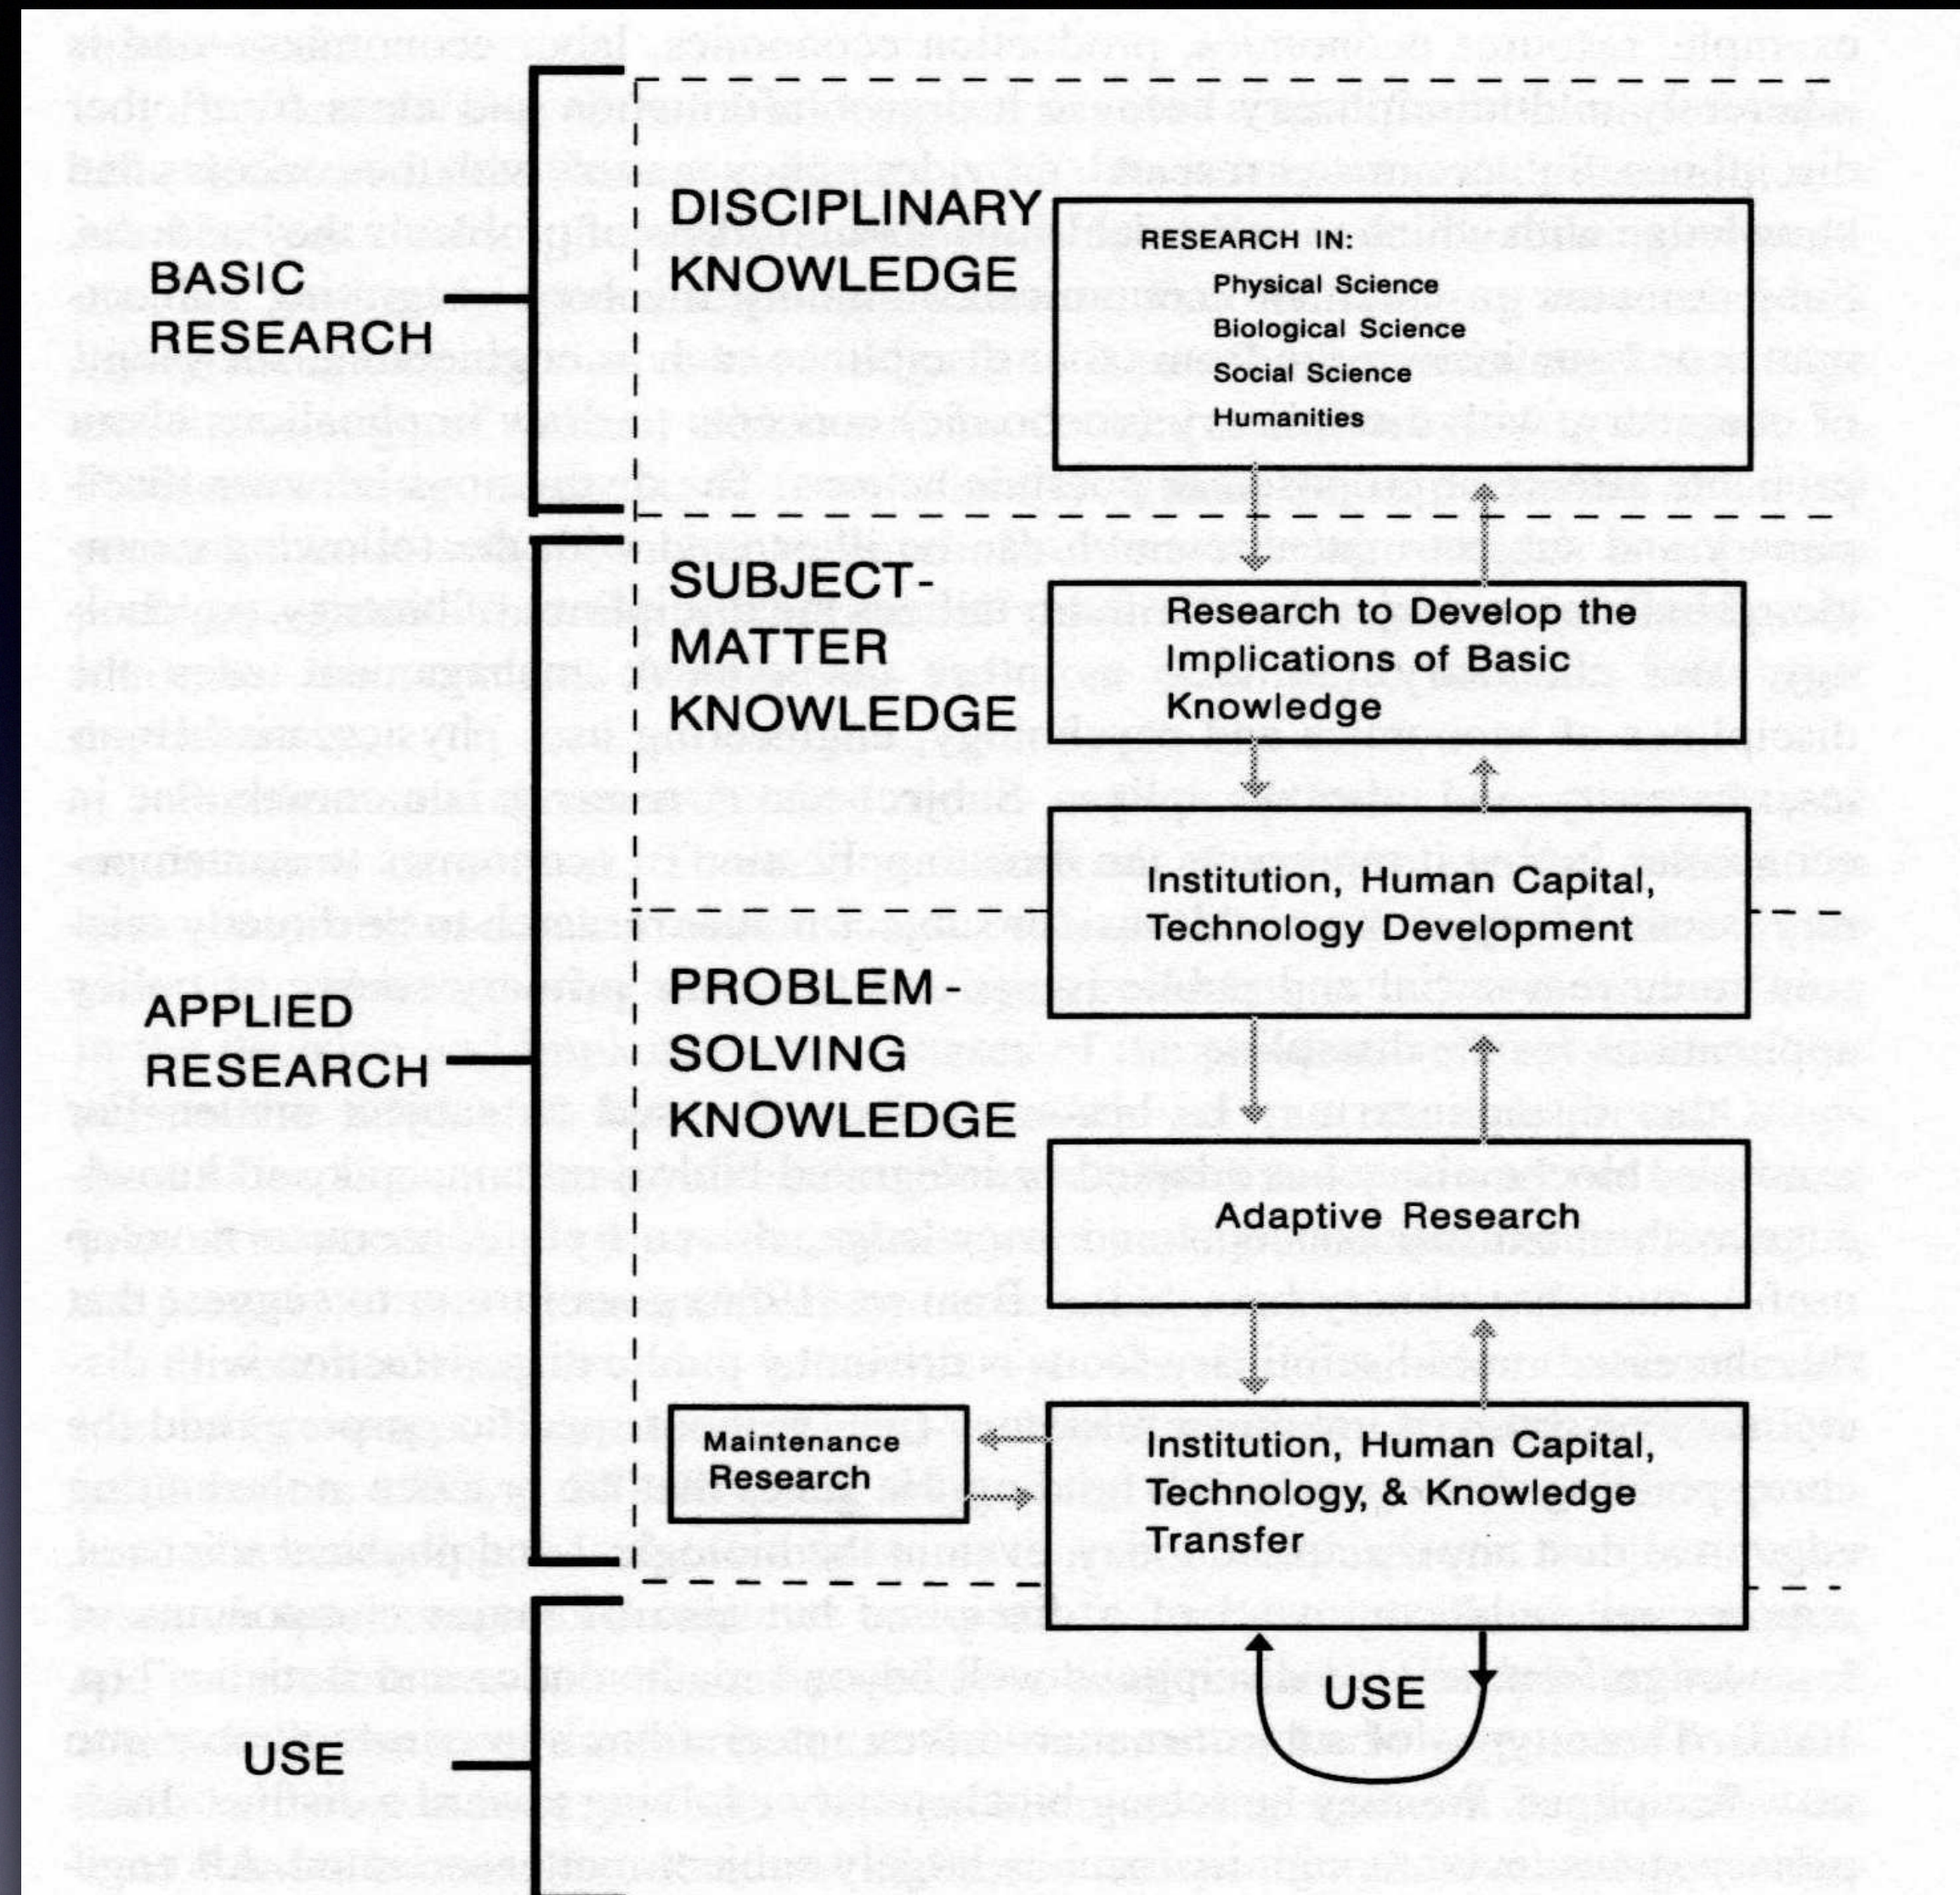 BASIC
RESEARCH
DISCIPLINARY
KNOWLEDGE
RESEARCH IN:
Physical Science
Biological Science
Social Science
Humanities
APPLIED
RESEARCH
SUBJECT-
MATTER
KNOWLEDGE
Research to Develop the
Implications of Basic
Knowledge
Institution, Human Capital,
Technology Development
PROBLEM-
SOLVING
KNOWLEDGE
Adaptive Research
Maintenance
Research
Institution, Human Capital,
Technology, & Knowledge
Transfer
USE
USE